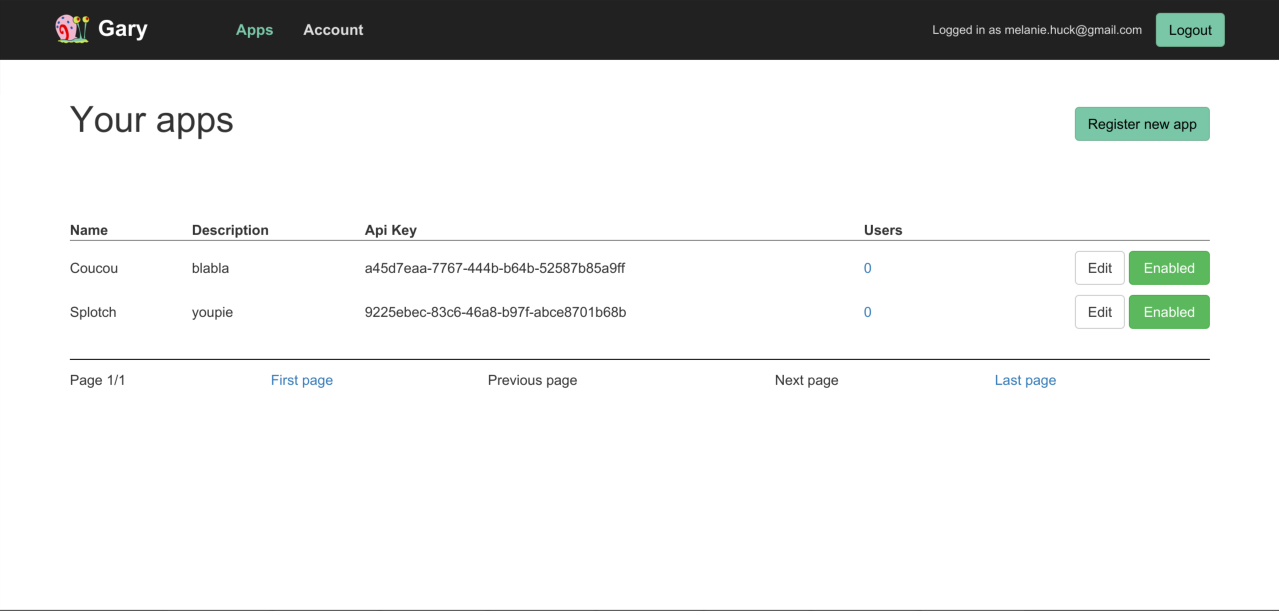 Gary Apps Account Logged in as melanie.huck@gmail.com Logout
Your apps Register new app
Name Description Api Key Users
Coucou blabla a45d7eaa-7767-444b-b64b-52587b85a9ff 0 Edit Enabled
Splotch youpie 9225ebec-83c6-46a8-b97f-abce8701b68b 0 Edit Enabled
Page 1/1 First page Previous page Next page Last page